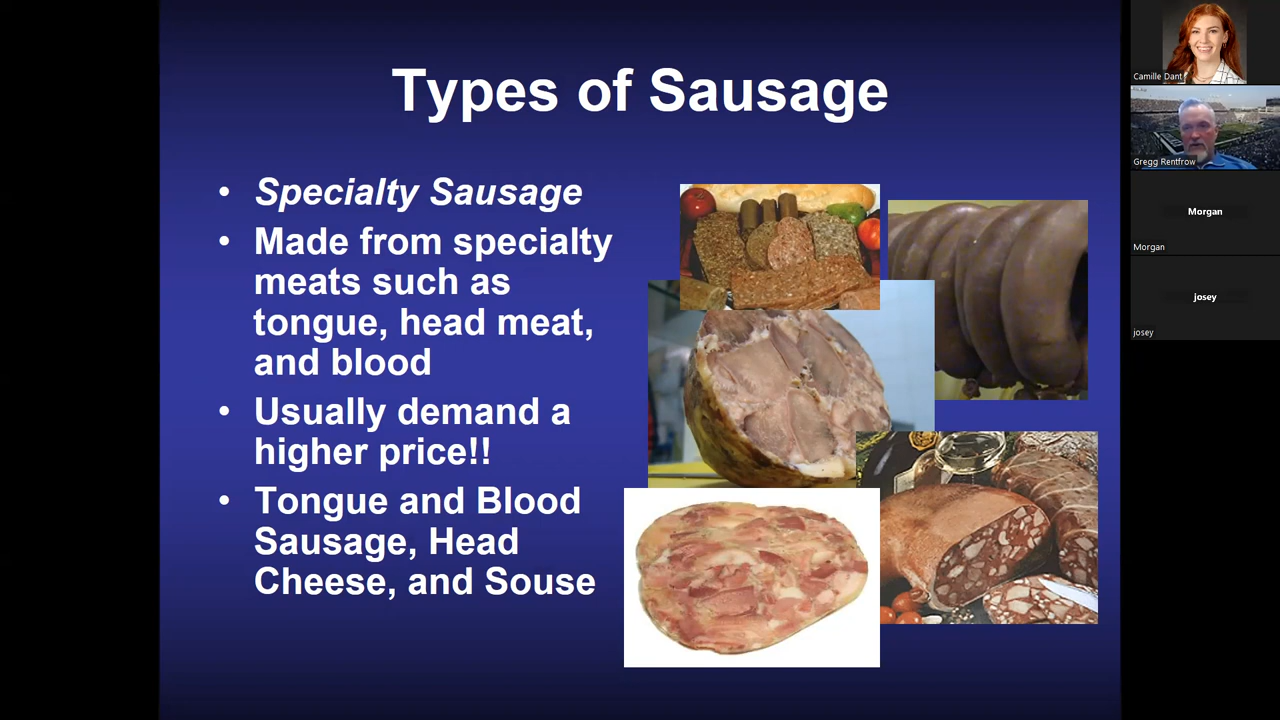 Types of Sausage
• Specialty Sausage
• Made from specialty
meats such as
tongue, head meat,
and blood
• Usually demand a
higher price!!
• Tongue and Blood
Sausage, Head
Cheese, and Souse
Camille Dant
Gregg Rentfrow
Morgan
Morgan
josey
josey